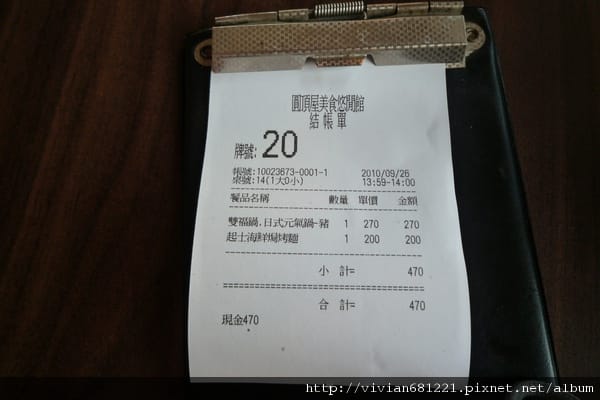 圓頂屋美食悠閒館
結帳單
牌號: 20
帳號:10023673-0001-1 2010/09/26
桌號:14(1大0小) 13:59-14:00
餐品名稱 數量 單價 金額
雙福鍋,日式元氣鍋-豬 1 270 270
起士海鮮焗烤麵 1 200 200
小 計= 470
合 計= 470
現金470
http://vivian681221.pixnet.net/album